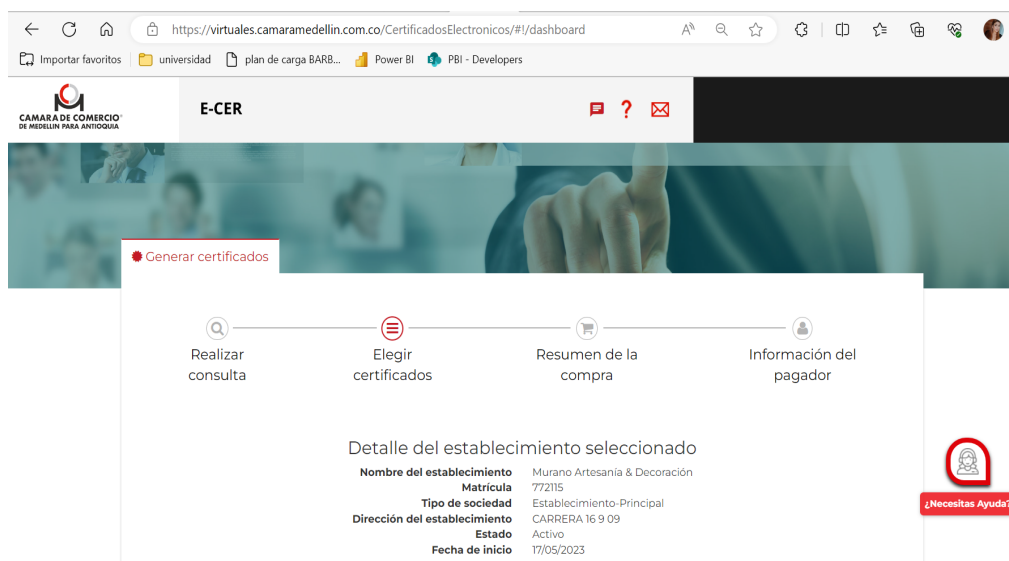 https://virtuales.camaramedellin.com.co/CertificadosElectronicos/#!/dashboard
Importar favoritos universidad plan de carga BARB... Power BI PBI - Developers
CAMARA DE COMERCIO
DE MEDELLIN PARA ANTIOQUIA
E-CER
Generar certificados
Realizar consulta
Elegir certificados
Resumen de la compra
Información del pagador
Detalle del establecimiento seleccionado
Nombre del establecimiento Murano Artesanía & Decoración
Matrícula 772115
Tipo de sociedad Establecimiento-Principal
Dirección del establecimiento CARRERA 16 9 09
Estado Activo
Fecha de inicio 17/05/2023
¿Necesitas Ayuda?